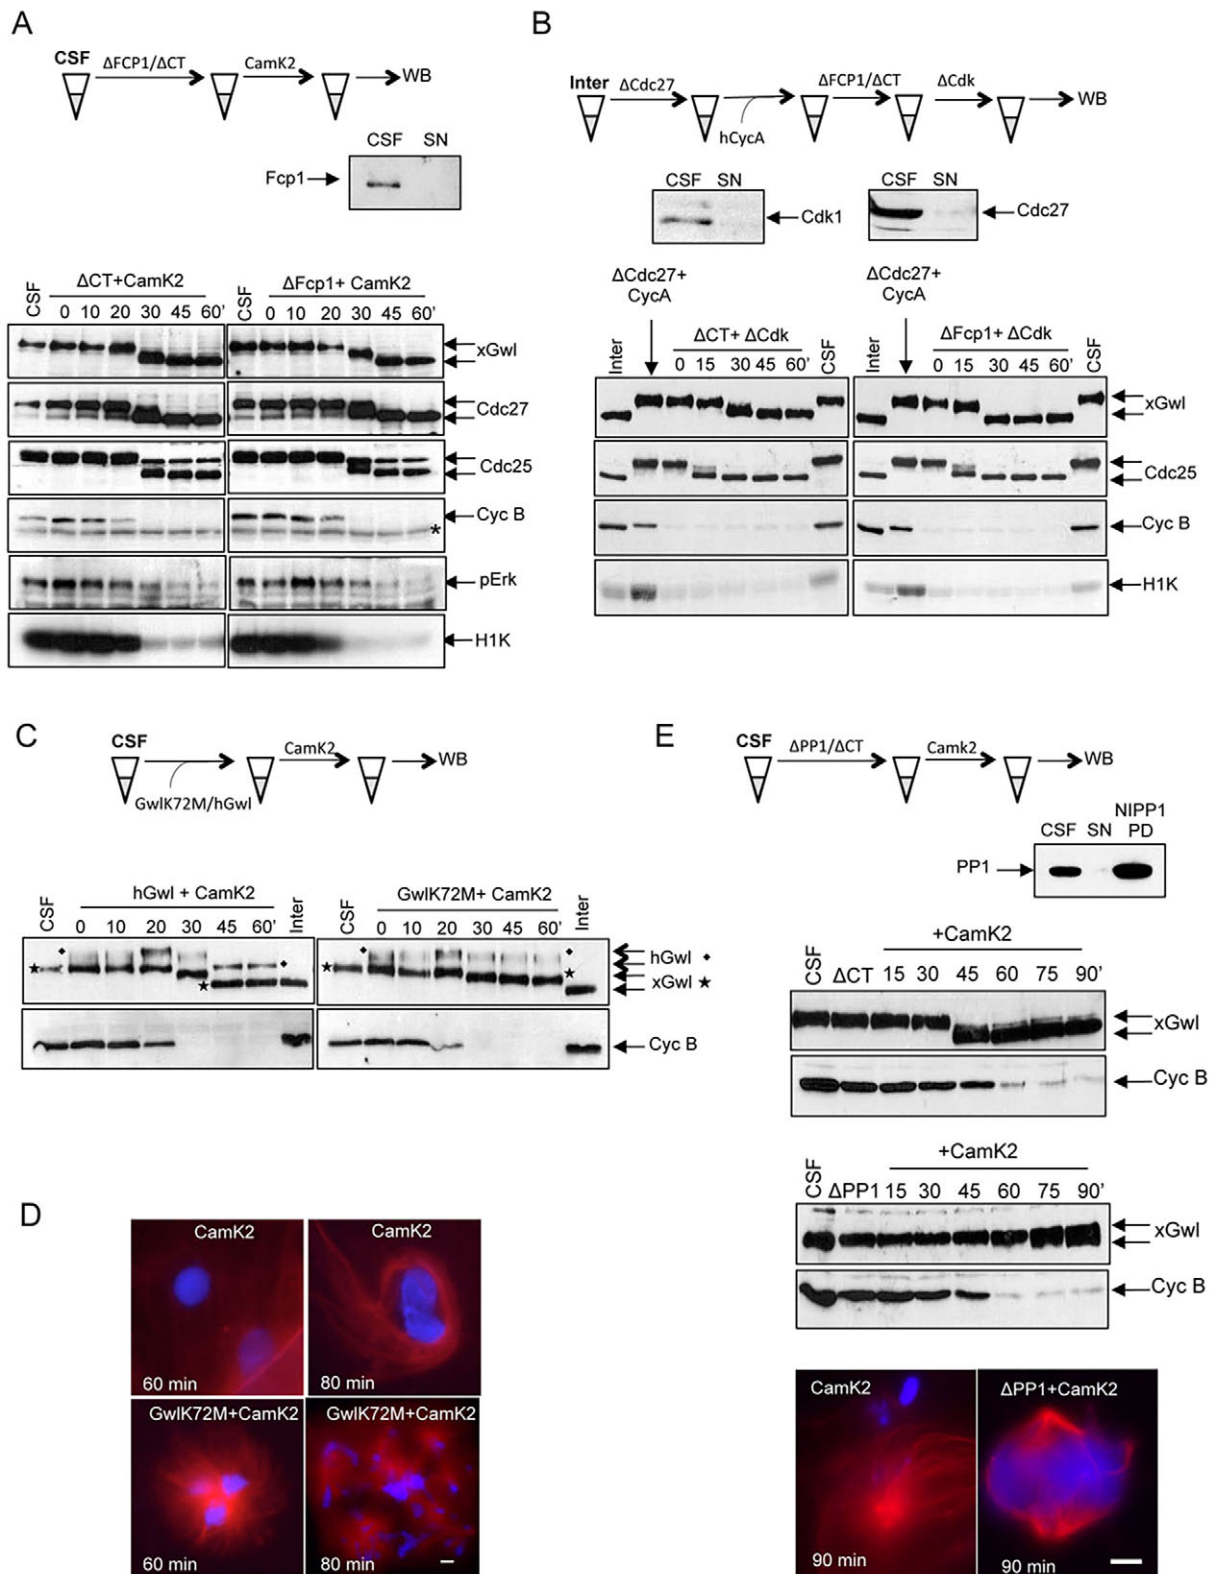 A
CSF ΔFCP1/ΔCT CamK2 WB
CSF SN
Fcp1
CSF ΔCT+CamK2 CSF ΔFcp1+ CamK2
0 10 20 30 45 60' 0 10 20 30 45 60'
xGwl
Cdc27
Cdc25
Cyc B
*
pErk
H1K
B
Inter ΔCdc27 hCycA ΔFCP1/ΔCT ΔCdk WB
CSF SN CSF SN
Cdk1 Cdc27
ΔCdc27+ ΔCdc27+
CycA CycA
Inter ΔCT+ ΔCdk CSF Inter ΔFcp1+ ΔCdk CSF
0 15 30 45 60' 0 15 30 45 60'
xGwl
Cdc25
Cyc B
H1K
C
CSF CamK2 WB
GwlK72M/hGwl
CSF hGwl + CamK2 Inter CSF GwlK72M+ CamK2 Inter
0 10 20 30 45 60' 0 10 20 30 45 60'
hGwl ◆
xGwl ★
Cyc B
D
CamK2 CamK2
60 min 80 min
GwlK72M+CamK2 GwlK72M+CamK2
60 min 80 min
E
CSF ΔPP1/ΔCT Camk2 WB
NIPP1
CSF SN PD
PP1
+CamK2
CSF ΔCT 15 30 45 60 75 90'
xGwl
Cyc B
+CamK2
CSF ΔPP1 15 30 45 60 75 90'
xGwl
Cyc B
CamK2 ΔPP1+CamK2
90 min 90 min